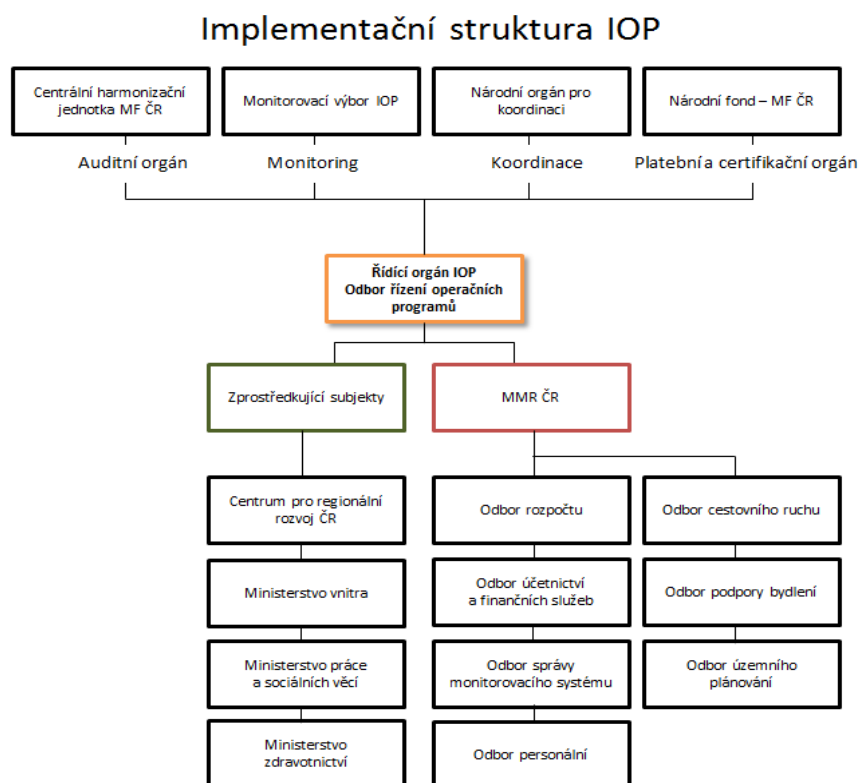 Implementační struktura IOP
Centrální harmonizační
jednotka MF ČR
Monitorovací výbor IOP
Národní orgán pro
koordinaci
Národní fond – MF ČR
Auditní orgán
Monitoring
Koordinace
Platební a certifikační orgán
Řídící orgán IOP
Odbor řízení operačních
programů
Zprostředkující subjekty
MMR ČR
Centrum pro regionální
rozvoj ČR
Odbor rozpočtu
Odbor cestovního ruchu
Ministerstvo vnitra
Odbor účetnictví
a finančních služeb
Odbor podpory bydlení
Ministerstvo práce
a sociálních věcí
Odbor správy
monitorovacího systému
Odbor územního
plánování
Ministerstvo
zdravotnictví
Odbor personální